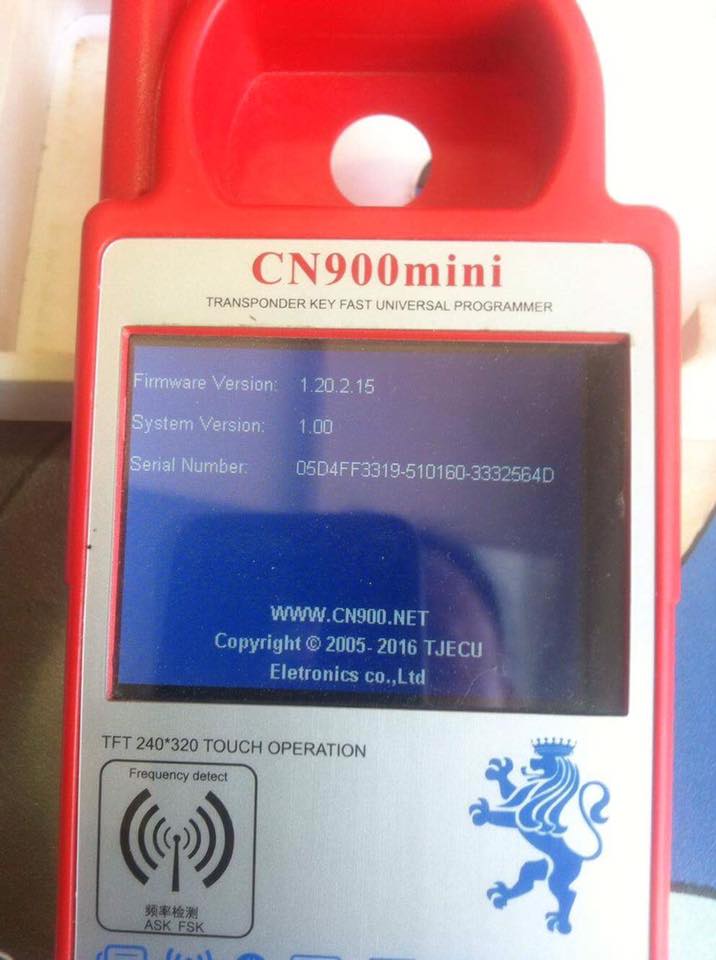 CN900mini
TRANSPONDER KEY FAST UNIVERSAL PROGRAMMER
Firmware Version: 1.20.2.15
System Version: 1.00
Serial Number: 05D4FF3319-510160-3332564D
WWW.CN900.NET
Copyright © 2005-2016 TJECU
Eletronics co.,Ltd
TFT 240*320 TOUCH OPERATION
Frequency detect
频率检测
ASK FSK